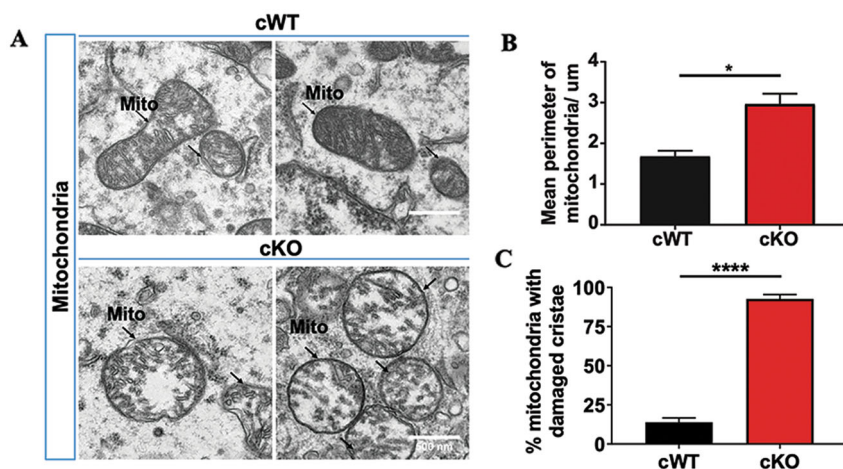 A
cWT
Mito
Mito
cKO
Mito
Mito
500 nm
Mitochondria
B
*
Mean perimeter of
mitochondria/ um
4
3
2
1
0
cWT
cKO
C
****
% mitochondria with
damaged cristae
100
75
50
25
0
cWT
cKO